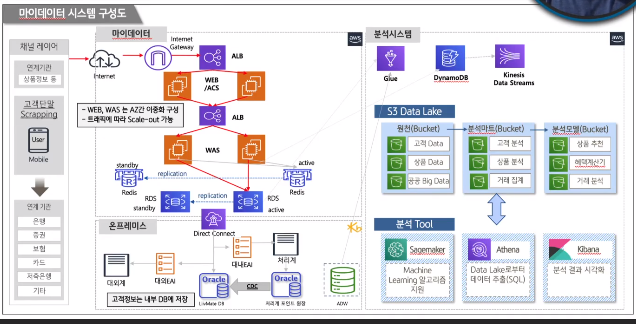 마이데이터 시스템 구성도
채널 레이어
연계기관
상품정보 등
고객단말
Scrapping
User
Mobile
연계 기관
은행
증권
보험
카드
저축은행
기타
마이데이터
aws
Internet
Gateway
Internet
ALB
WEB
/ACS
- WEB, WAS 는 AZ간 이중화 구성
- 트래픽에 따라 Scale-out 가능
ALB
WAS
standby
active
replication
Redis
Redis
RDS
standby
replication
RDS
active
Direct Connect
온프레미스
대외계
대외EAI
대내EAI
처리계
Oracle
LivMate DB
CDC
Oracle
처리계 포인트 원장
고객정보는 내부 DB에 저장
ADW
분석시스템
aws
Glue
DynamoDB
Kinesis
Data Streams
S3 Data Lake
원천(Bucket)
고객 Data
상품 Data
공공 Big Data
분석마트(Bucket)
고객 분석
상품 분석
거래 집계
분석모델(Bucket)
상품 추천
혜택계산기
거래 분석
분석 Tool
Sagemaker
Machine
Learning 알고리즘
지원
Athena
Data Lake로부터
데이터 추출(SQL)
Kibana
분석 결과 시각화